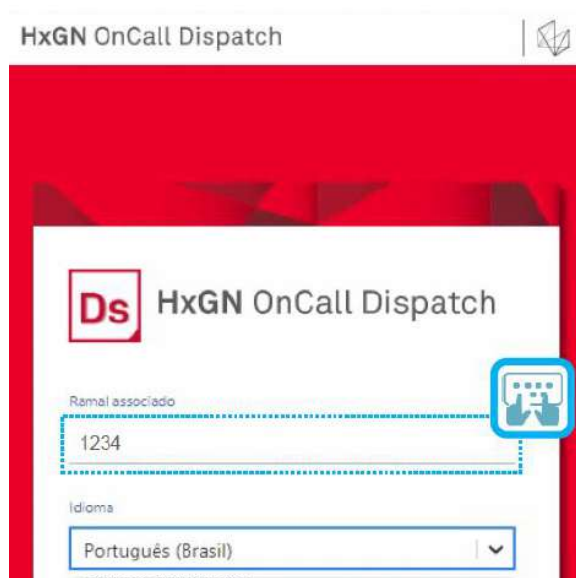 HxGN OnCall Dispatch
Ds HxGN OnCall Dispatch
Ramal associado
1234
Idioma
Português (Brasil)